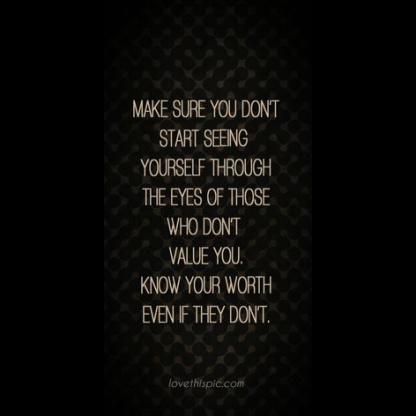 MAKE SURE YOU DON'T
START SEEING
YOURSELF THROUGH
THE EYES OF THOSE
WHO DON'T
VALUE YOU.
KNOW YOUR WORTH
EVEN IF THEY DON'T.
lovethispic.com